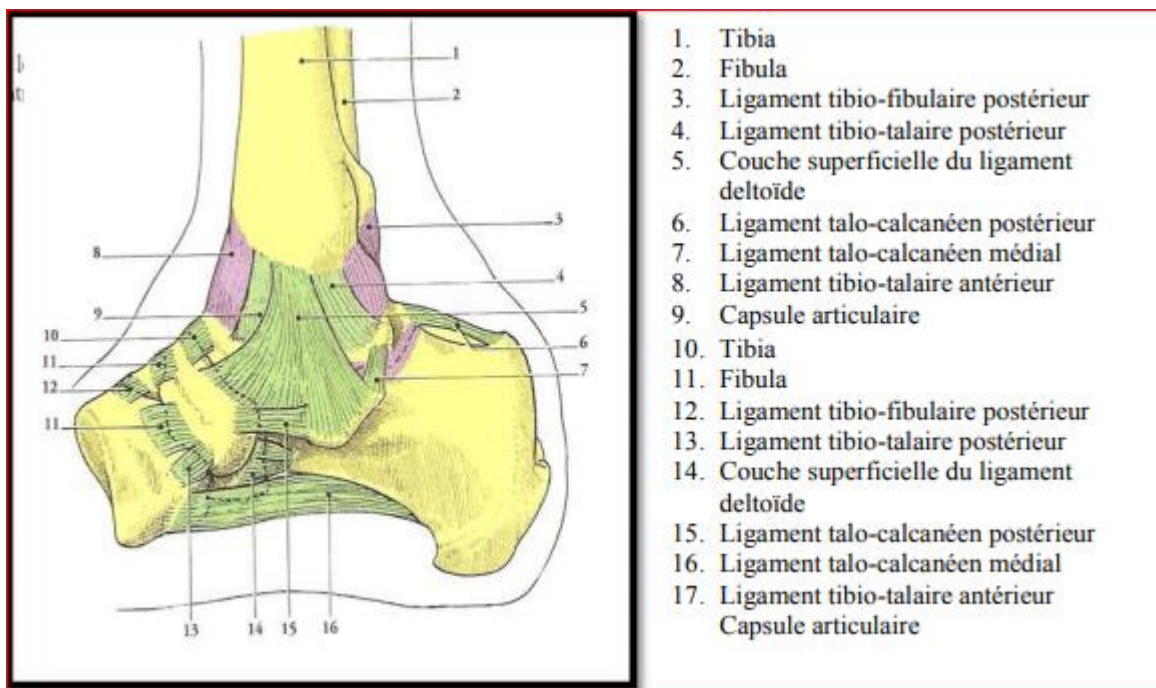 1
2
3
8
4
9
5
10
6
11
7
12
11
13
14
15
16
1. Tibia
2. Fibula
3. Ligament tibio-fibulaire postérieur
4. Ligament tibio-talaire postérieur
5. Couche superficielle du ligament
deltoïde
6. Ligament talo-calcanéen postérieur
7. Ligament talo-calcanéen médial
8. Ligament tibio-talaire antérieur
9. Capsule articulaire
10. Tibia
11. Fibula
12. Ligament tibio-fibulaire postérieur
13. Ligament tibio-talaire postérieur
14. Couche superficielle du ligament
deltoïde
15. Ligament talo-calcanéen postérieur
16. Ligament talo-calcanéen médial
17. Ligament tibio-talaire antérieur
Capsule articulaire